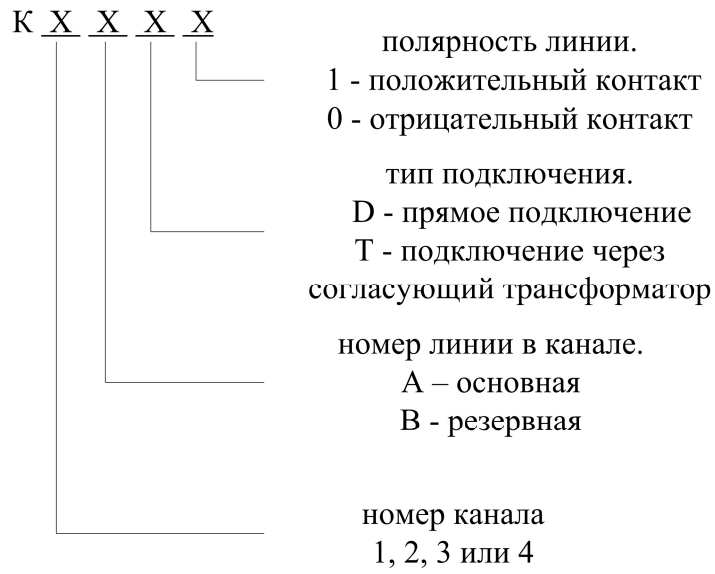 К X X X X
полярность линии.
1 - положительный контакт
0 - отрицательный контакт
тип подключения.
D - прямое подключение
Т - подключение через
согласующий трансформатор
номер линии в канале.
А – основная
В - резервная
номер канала
1, 2, 3 или 4